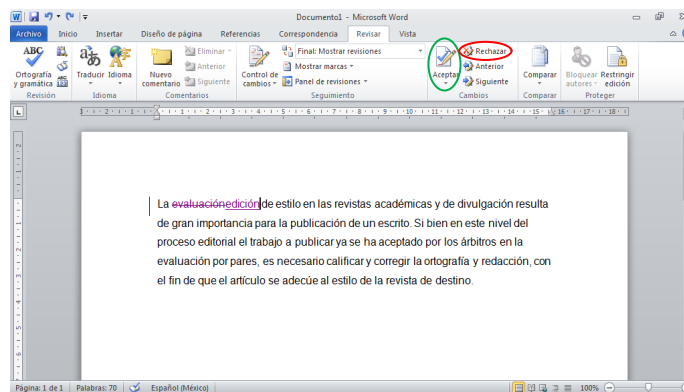 Documento1 - Microsoft Word
Archivo Inicio Insertar Diseño de página Referencias Correspondencia Revisar Vista
ABC Ortografía y gramática
Traducir Idioma
Nuevo comentario
Eliminar
Anterior
Siguiente
Control de cambios
Final: Mostrar revisiones
Mostrar marcas
Panel de revisiones
Aceptar
Rechazar
Anterior
Siguiente
Comparar
Bloquear autores
Restringir edición
Revisión Idioma Comentarios Seguimiento Cambios Comparar Proteger
La evaluaciónedición de estilo en las revistas académicas y de divulgación resulta
de gran importancia para la publicación de un escrito. Si bien en este nivel del
proceso editorial el trabajo a publicar ya se ha aceptado por los árbitros en la
evaluación por pares, es necesario calificar y corregir la ortografía y redacción, con
el fin de que el artículo se adecúe al estilo de la revista de destino.
Página: 1 de 1 Palabras: 70 Español (México) 100%